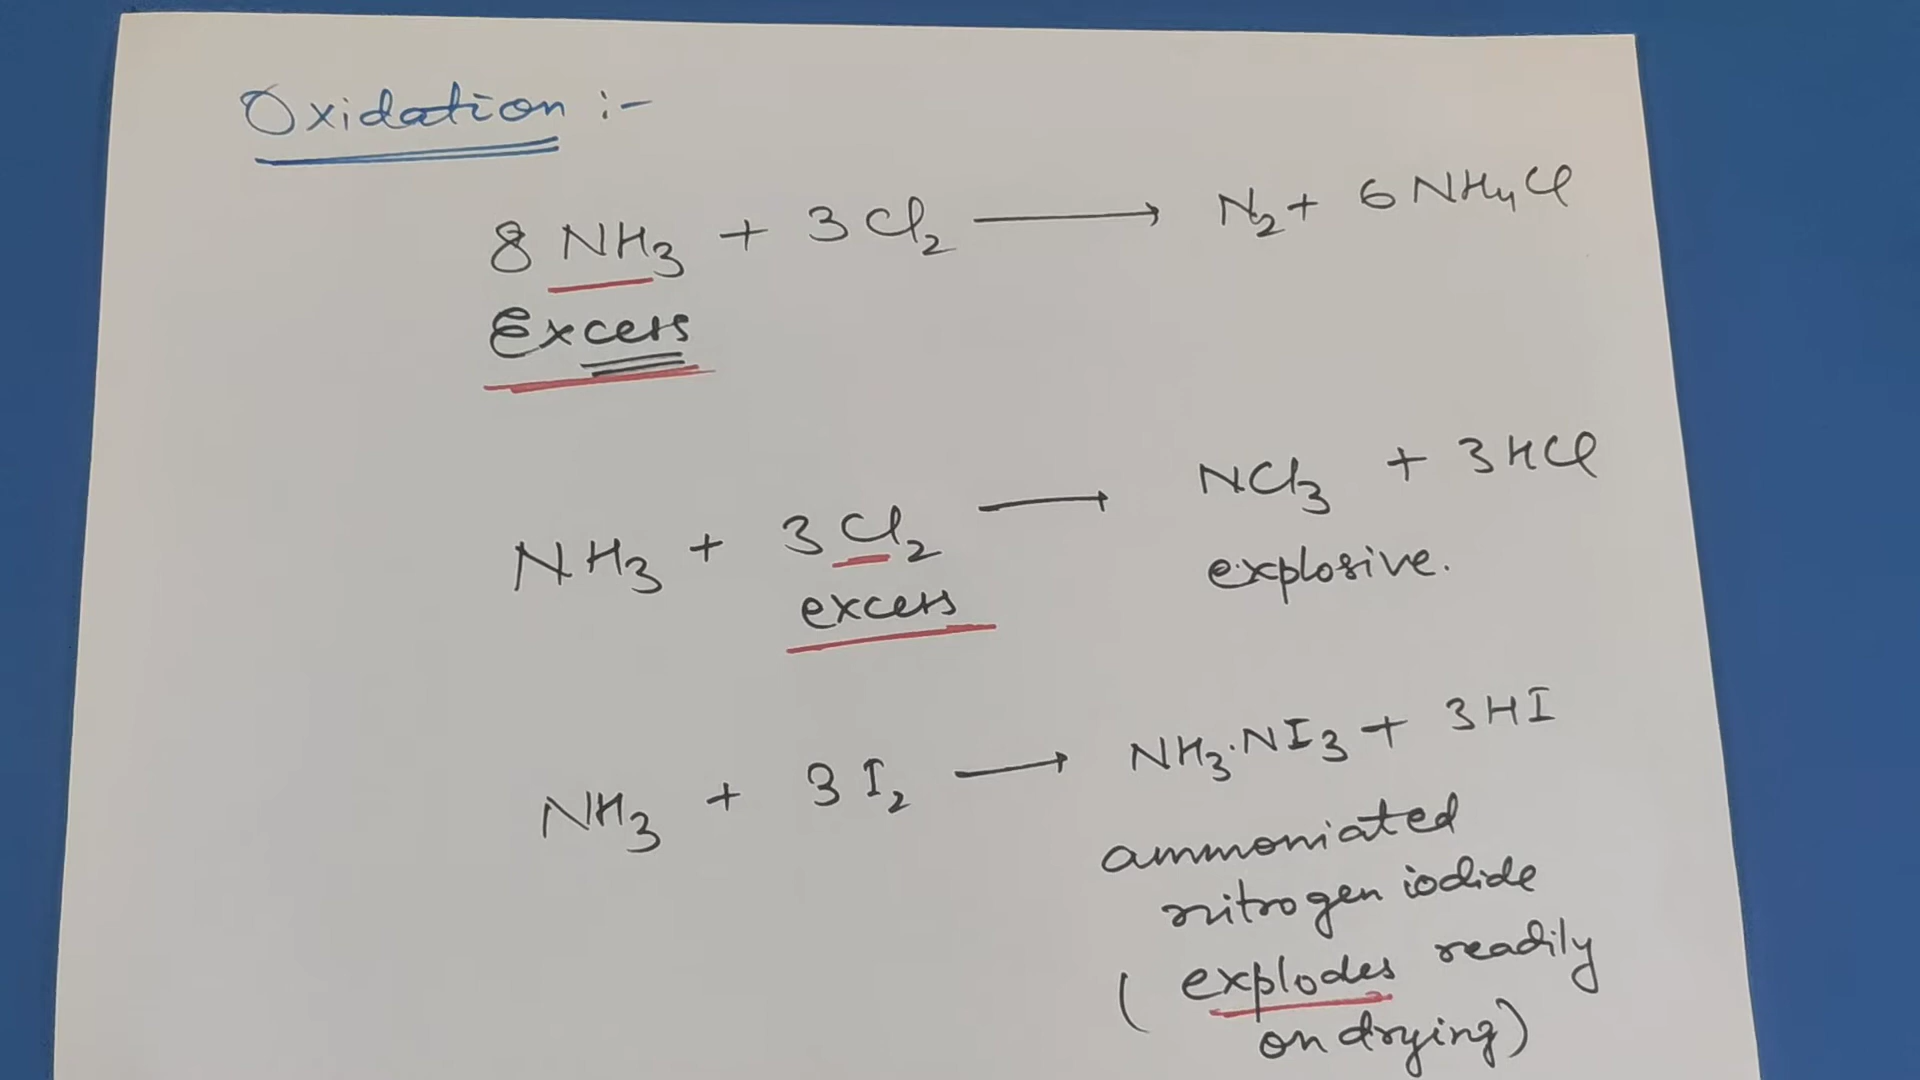 Oxidation :-
8 NH₃ + 3 Cl₂ ⟶ N₂ + 6 NH₄Cl
Excess
NH₃ + 3 Cl₂ ⟶ NCl₃ + 3 HCl
excess explosive.
NH₃ + 3 I₂ ⟶ NH₃·NI₃ + 3 HI
ammoniated
nitrogen iodide
( explodes readily
on drying)